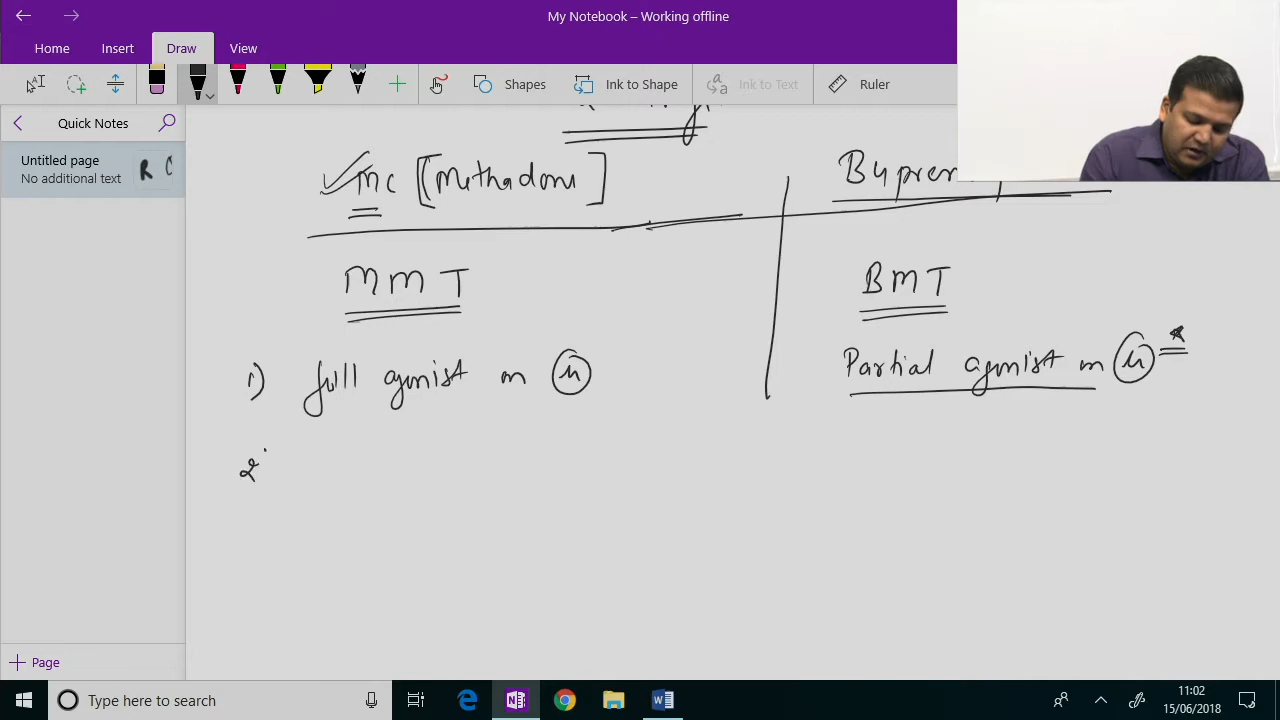 My Notebook – Working offline
Home Insert Draw View
Shapes Ink to Shape Ink to Text Ruler
Quick Notes
Untitled page
No additional text
mc [Methadone]
MMT BMT
1) full agonist on μ Partial agonist on μ *
2
Page
Type here to search
11:02
15/06/2018